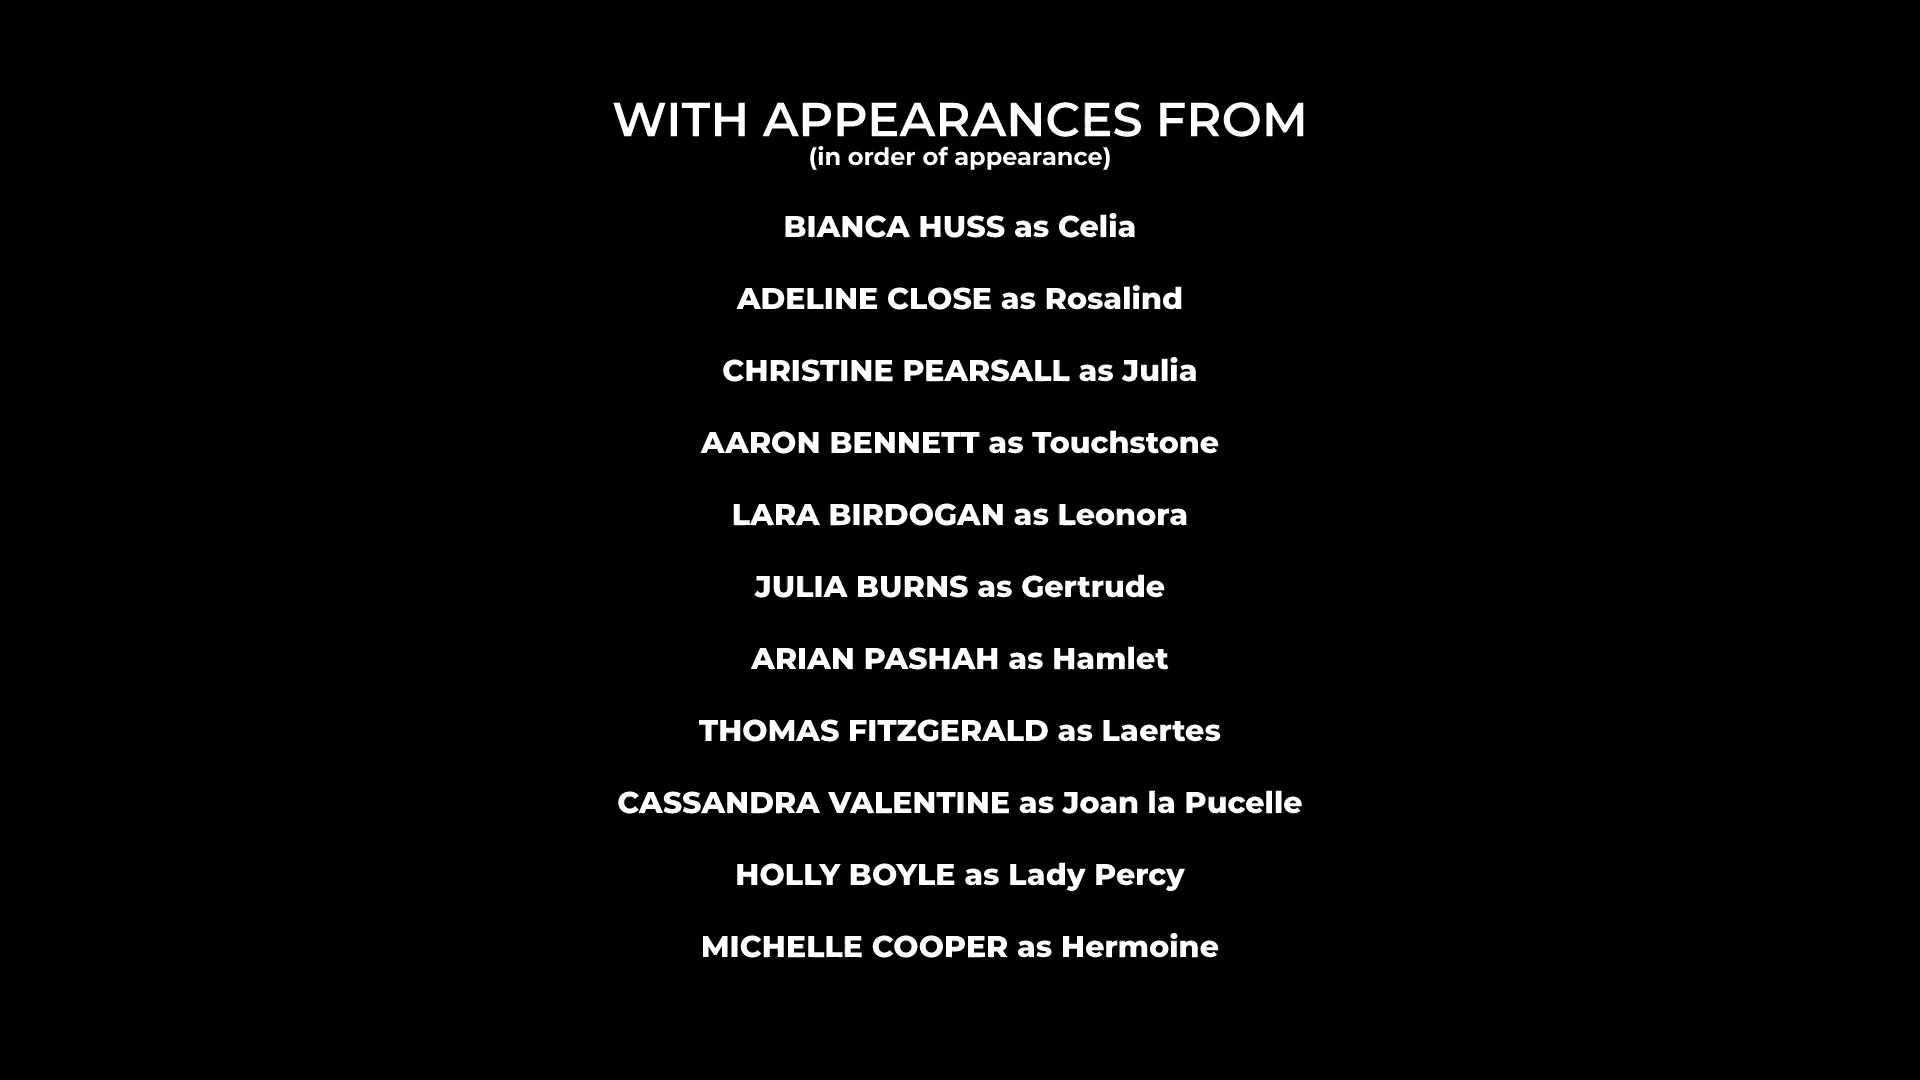 WITH APPEARANCES FROM
(in order of appearance)
BIANCA HUSS as Celia
ADELINE CLOSE as Rosalind
CHRISTINE PEARSALL as Julia
AARON BENNETT as Touchstone
LARA BIRDOGAN as Leonora
JULIA BURNS as Gertrude
ARIAN PASHAH as Hamlet
THOMAS FITZGERALD as Laertes
CASSANDRA VALENTINE as Joan la Pucelle
HOLLY BOYLE as Lady Percy
MICHELLE COOPER as Hermoine